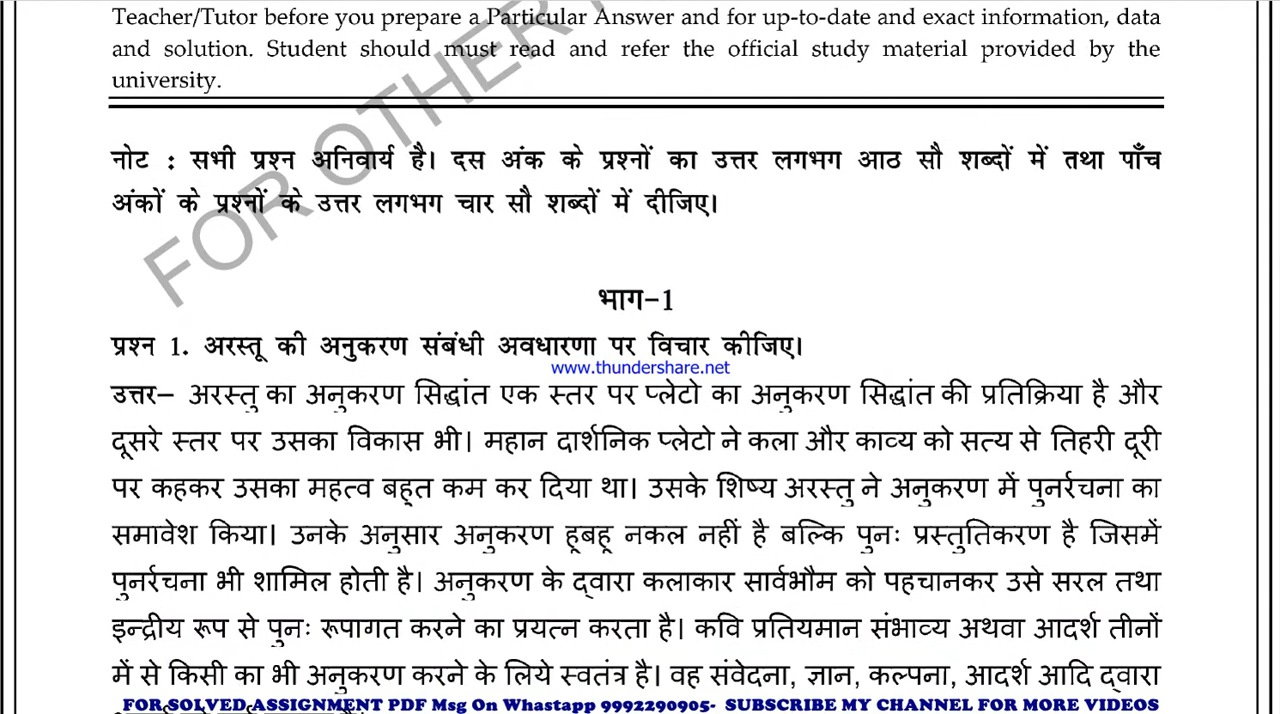 Teacher/Tutor before you prepare a Particular Answer and for up-to-date and exact information, data
and solution. Student should must read and refer the official study material provided by the
university.
FOR OTHER
नोट : सभी प्रश्न अनिवार्य है। दस अंक के प्रश्नों का उत्तर लगभग आठ सौ शब्दों में तथा पाँच
अंकों के प्रश्नों के उत्तर लगभग चार सौ शब्दों में दीजिए।
भाग-1
प्रश्न 1. अरस्तू की अनुकरण संबंधी अवधारणा पर विचार कीजिए।
www.thundershare.net
उत्तर– अरस्तु का अनुकरण सिद्धांत एक स्तर पर प्लेटो का अनुकरण सिद्धांत की प्रतिक्रिया है और
दूसरे स्तर पर उसका विकास भी। महान दार्शनिक प्लेटो ने कला और काव्य को सत्य से तिहरी दूरी
पर कहकर उसका महत्व बहुत कम कर दिया था। उसके शिष्य अरस्तु ने अनुकरण में पुनर्रचना का
समावेश किया। उनके अनुसार अनुकरण हूबहू नकल नहीं है बल्कि पुनः प्रस्तुतिकरण है जिसमें
पुनर्रचना भी शामिल होती है। अनुकरण के द्वारा कलाकार सार्वभौम को पहचानकर उसे सरल तथा
इन्द्रीय रूप से पुनः रूपागत करने का प्रयत्न करता है। कवि प्रतियमान संभाव्य अथवा आदर्श तीनों
में से किसी का भी अनुकरण करने के लिये स्वतंत्र है। वह संवेदना, ज्ञान, कल्पना, आदर्श आदि द्वारा
FOR SOLVED ASSIGNMENT PDF Msg On Whastapp 9992290905- SUBSCRIBE MY CHANNEL FOR MORE VIDEOS